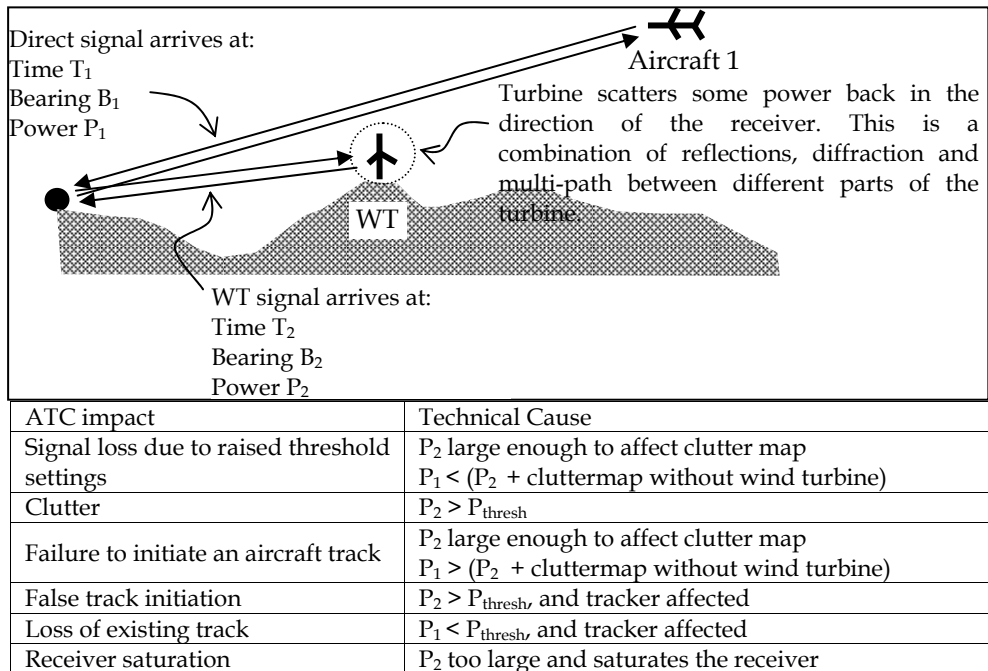 Direct signal arrives at:
Time T₁
Bearing B₁
Power P₁
Aircraft 1
Turbine scatters some power back in the
direction of the receiver. This is a
combination of reflections, diffraction and
multi-path between different parts of the
turbine.
WT
WT signal arrives at:
Time T₂
Bearing B₂
Power P₂
ATC impact
Technical Cause
Signal loss due to raised threshold
settings
P₂ large enough to affect clutter map
P₁ < (P₂ + cluttermap without wind turbine)
Clutter
P₂ > Pthresh
Failure to initiate an aircraft track
P₂ large enough to affect clutter map
P₁ > (P₂ + cluttermap without wind turbine)
False track initiation
P₂ > Pthresh, and tracker affected
Loss of existing track
P₁ < Pthresh, and tracker affected
Receiver saturation
P₂ too large and saturates the receiver